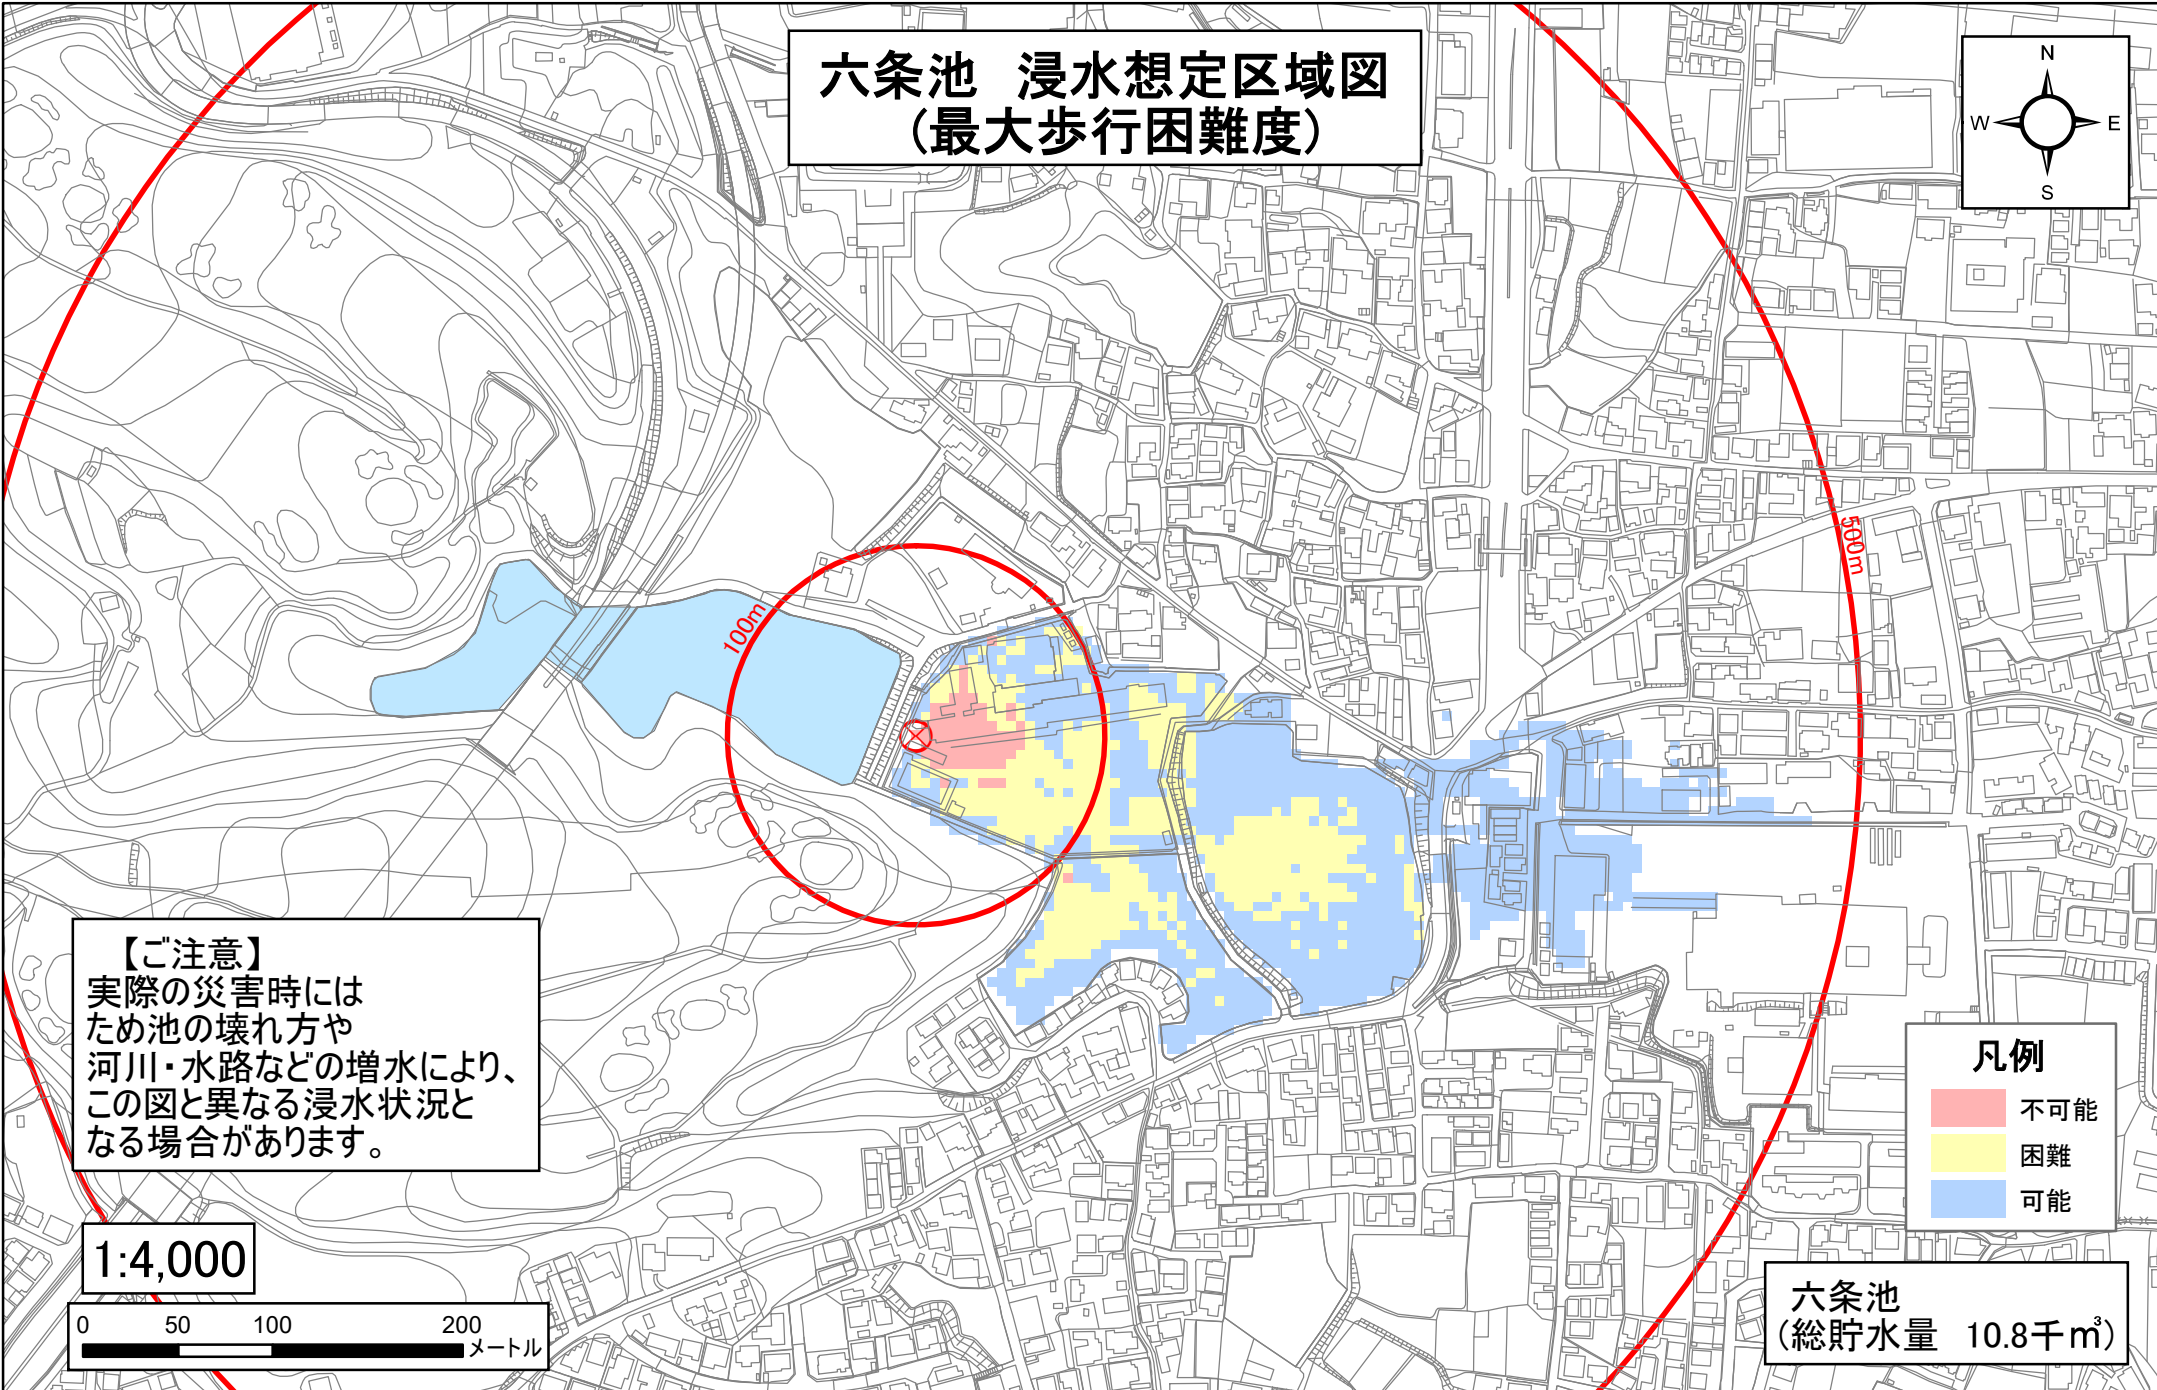 六条池　浸水想定区域図
(最大歩行困難度)
N
W
E
S
500m
100m
【ご注意】
実際の災害時には
ため池の壊れ方や
河川・水路などの増水により、
この図と異なる浸水状況と
なる場合があります。
凡例
不可能
困難
可能
1:4,000
0 50 100 200
メートル
六条池
(総貯水量　10.8千㎥)